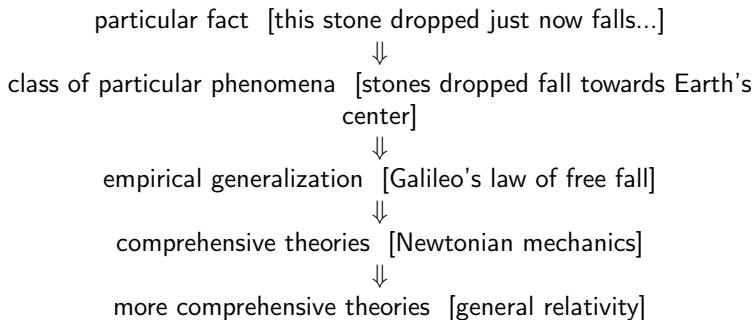 particular fact [this stone dropped just now falls...]
⇓
class of particular phenomena [stones dropped fall towards Earth's
center]
⇓
empirical generalization [Galileo's law of free fall]
⇓
comprehensive theories [Newtonian mechanics]
⇓
more comprehensive theories [general relativity]